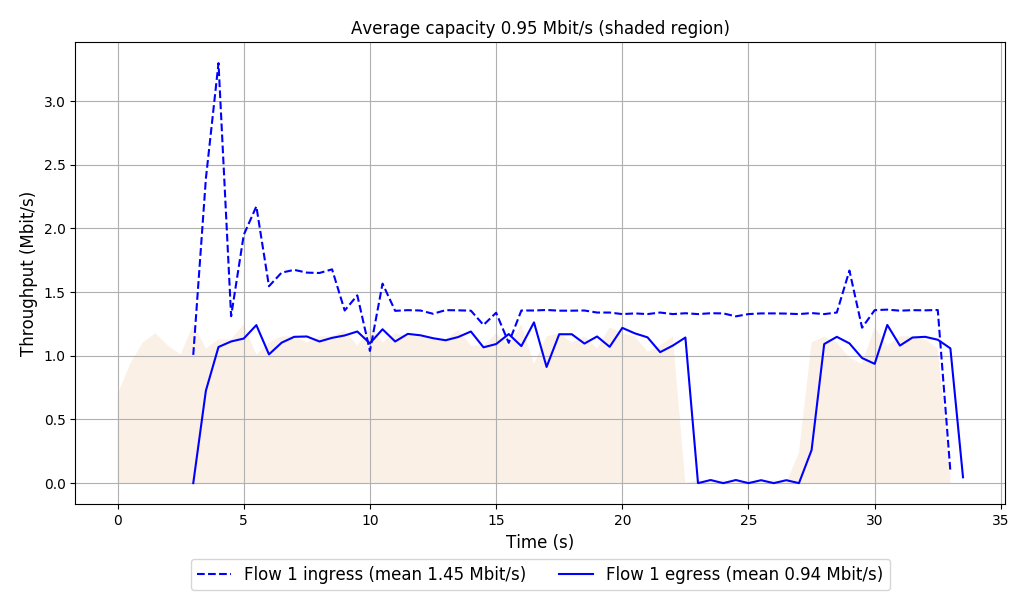 Average capacity 0.95 Mbit/s (shaded region)
Throughput (Mbit/s)
3.0
2.5
2.0
1.5
1.0
0.5
0.0
0 5 10 15 20 25 30 35
Time (s)
Flow 1 ingress (mean 1.45 Mbit/s) Flow 1 egress (mean 0.94 Mbit/s)